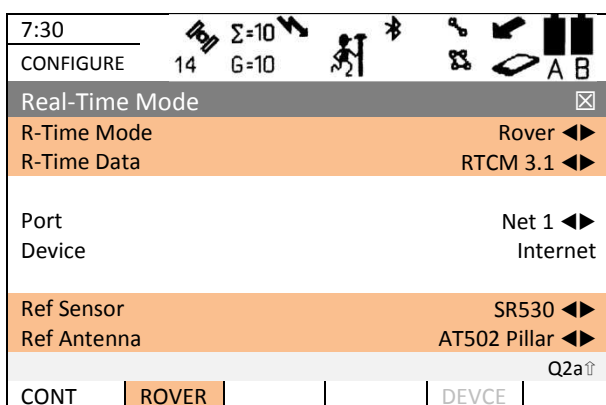 7:30
Σ=10
CONFIGURE 14 G=10 2 A B
Real-Time Mode
R-Time Mode Rover
R-Time Data RTCM 3.1
Port Net 1
Device Internet
Ref Sensor SR530
Ref Antenna AT502 Pillar
Q2a⇧
CONT ROVER DEVCE